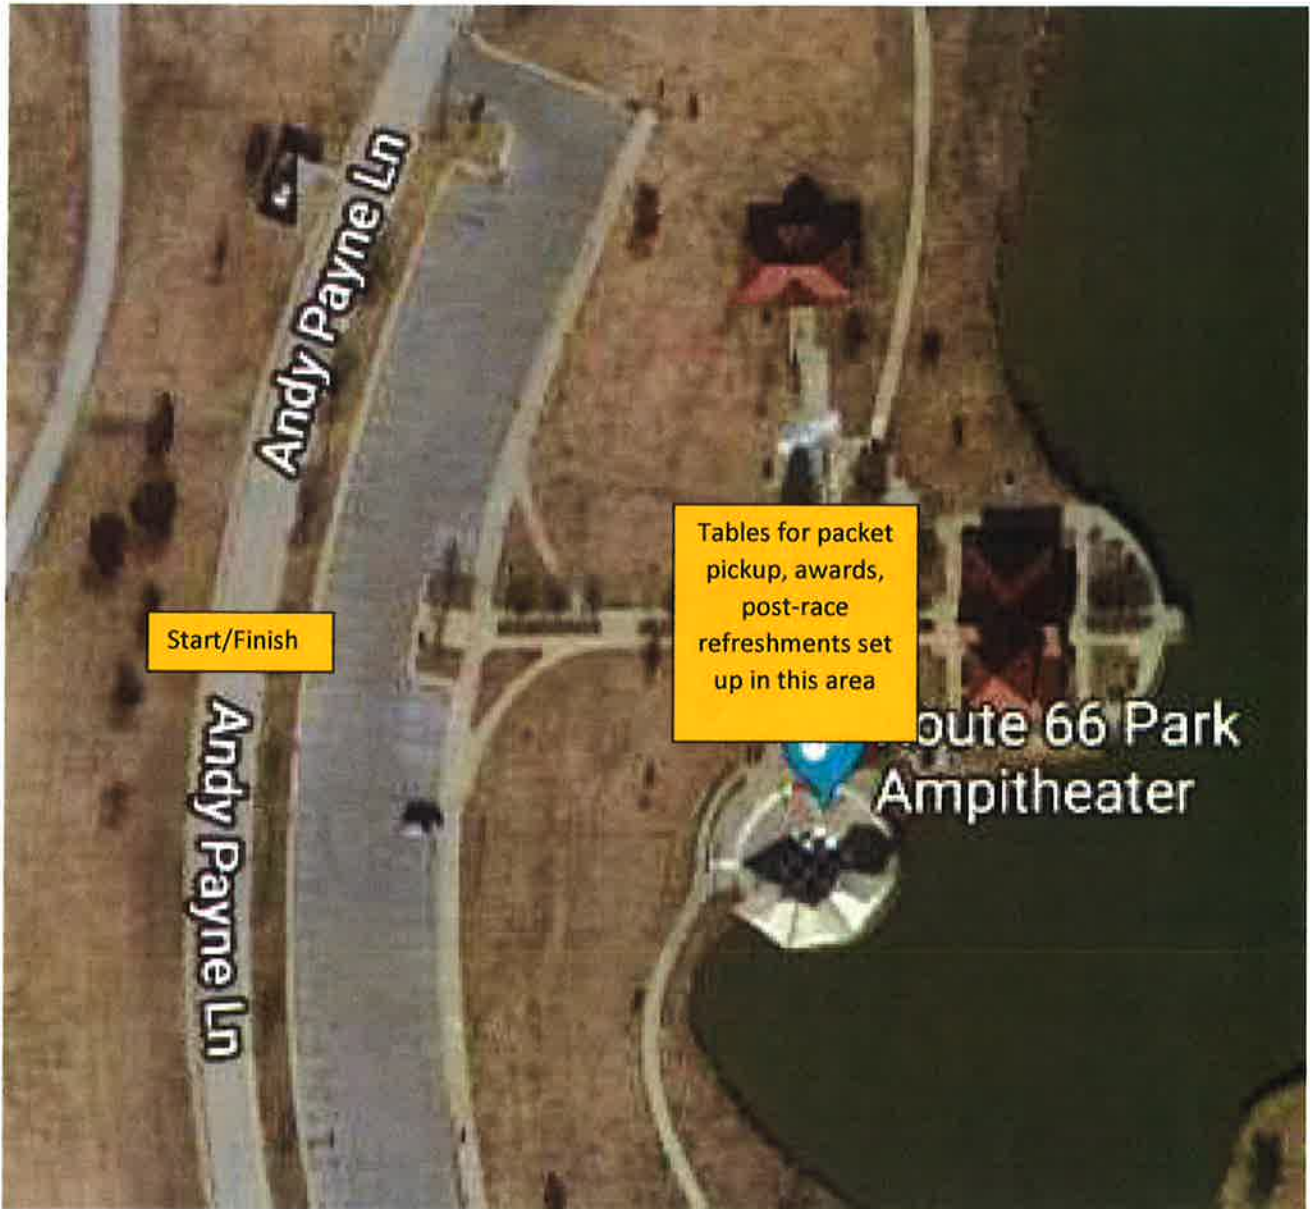 Andy Payne Ln
Tables for packet
pickup, awards,
post-race
refreshments set
up in this area
Start/Finish
Andy Payne Ln
66 Park
Ampitheater